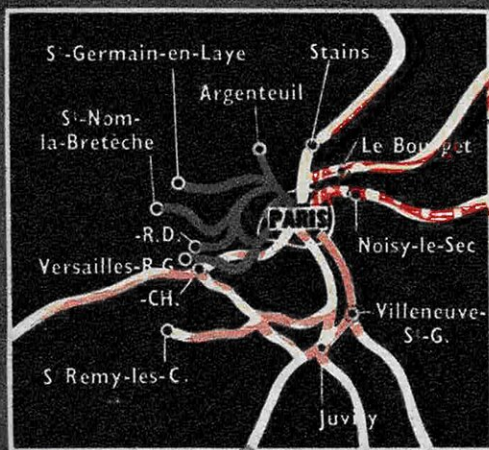 St-Germain-en-Laye
Stains
Argenteuil
St-Nom-
la-Bretèche
Le Bourget
PARIS
-R.D.
Noisy-le-Sec
Versailles-R.G.
-CH.
Villeneuve-
St-G.
St Remy-les-C.
Juvisy